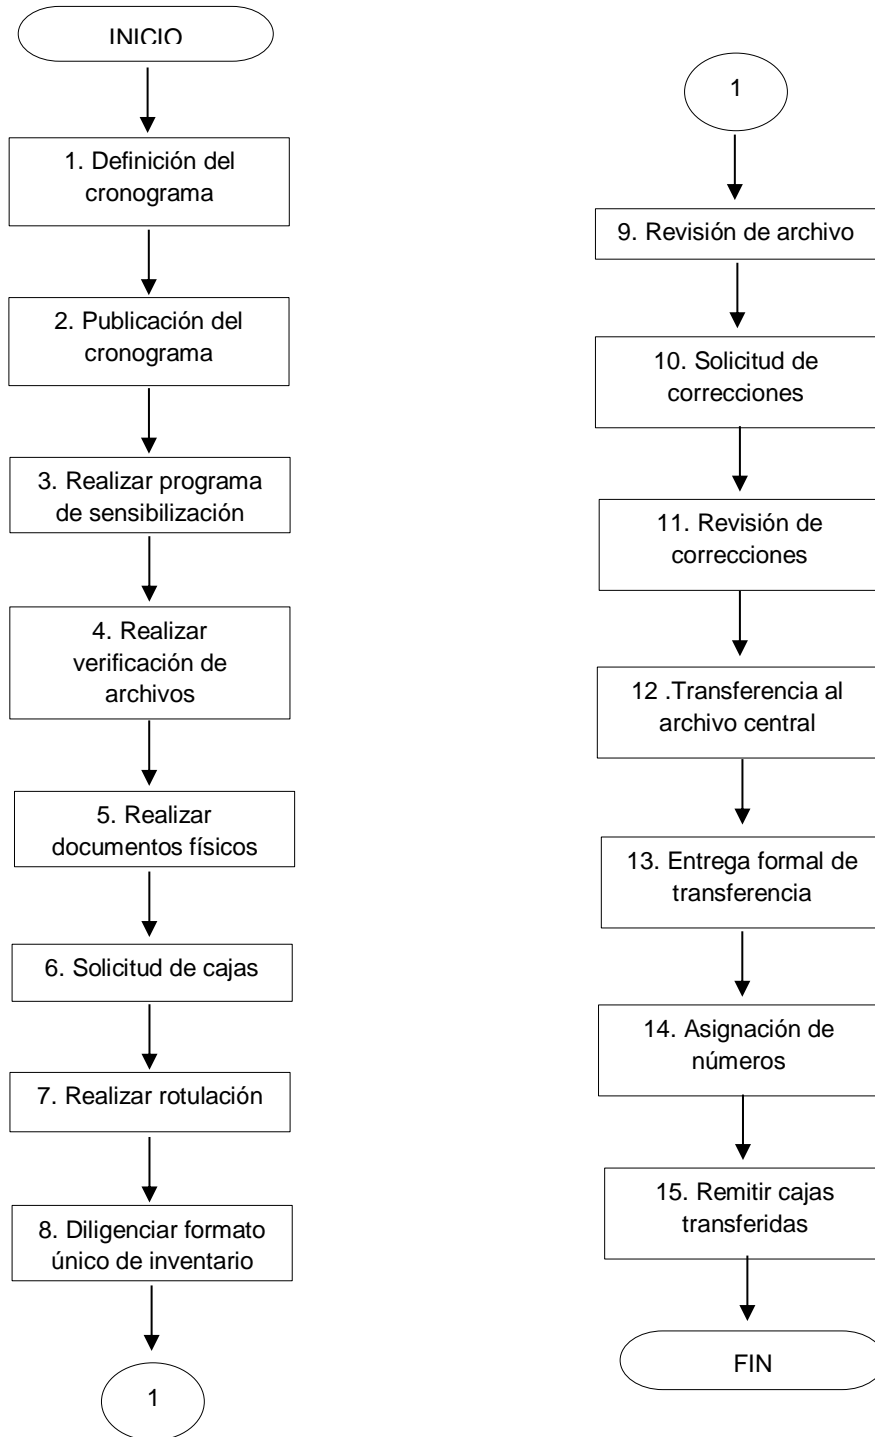 INICIO
1. Definición del
cronograma
2. Publicación del
cronograma
3. Realizar programa
de sensibilización
4. Realizar
verificación de
archivos
5. Realizar
documentos físicos
6. Solicitud de cajas
7. Realizar rotulación
8. Diligenciar formato
único de inventario
1
1
9. Revisión de archivo
10. Solicitud de
correcciones
11. Revisión de
correcciones
12 .Transferencia al
archivo central
13. Entrega formal de
transferencia
14. Asignación de
números
15. Remitir cajas
transferidas
FIN